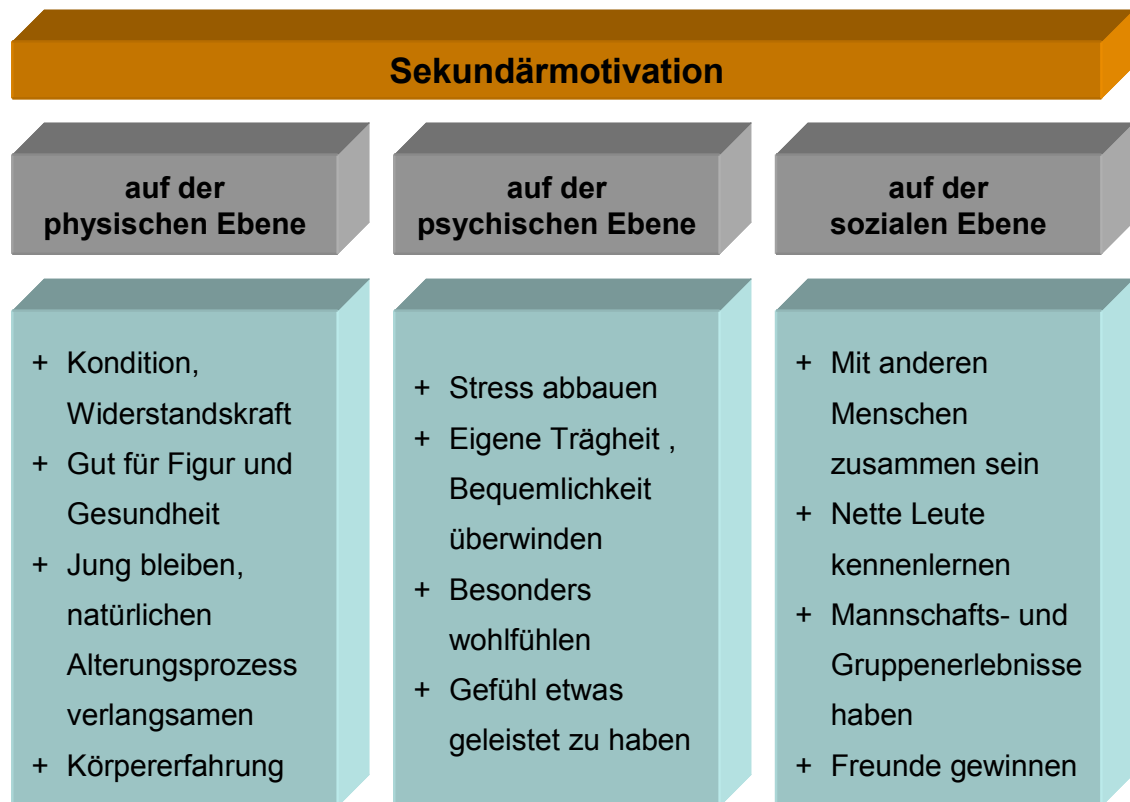 Sekundärmotivation
auf der
physischen Ebene
+ Kondition,
Widerstandskraft
+ Gut für Figur und
Gesundheit
+ Jung bleiben,
natürlichen
Alterungsprozess
verlangsamen
+ Körpererfahrung
auf der
psychischen Ebene
+ Stress abbauen
+ Eigene Trägheit ,
Bequemlichkeit
überwinden
+ Besonders
wohlfühlen
+ Gefühl etwas
geleistet zu haben
auf der
sozialen Ebene
+ Mit anderen
Menschen
zusammen sein
+ Nette Leute
kennenlernen
+ Mannschafts- und
Gruppenerlebnisse
haben
+ Freunde gewinnen